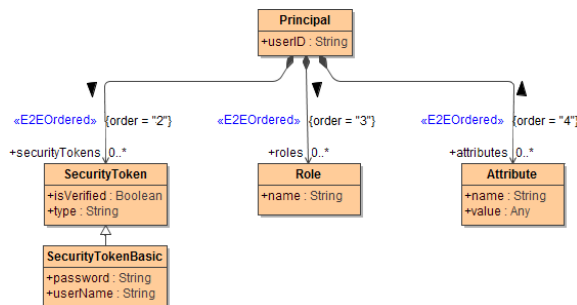 Principal
+userID : String
«E2EOrdered» {order = "2"} «E2EOrdered» {order = "3"} «E2EOrdered» {order = "4"}
+securityTokens 0..* +roles 0..* +attributes 0..*
SecurityToken
+isVerified : Boolean
+type : String
Role
+name : String
Attribute
+name : String
+value : Any
SecurityTokenBasic
+password : String
+userName : String